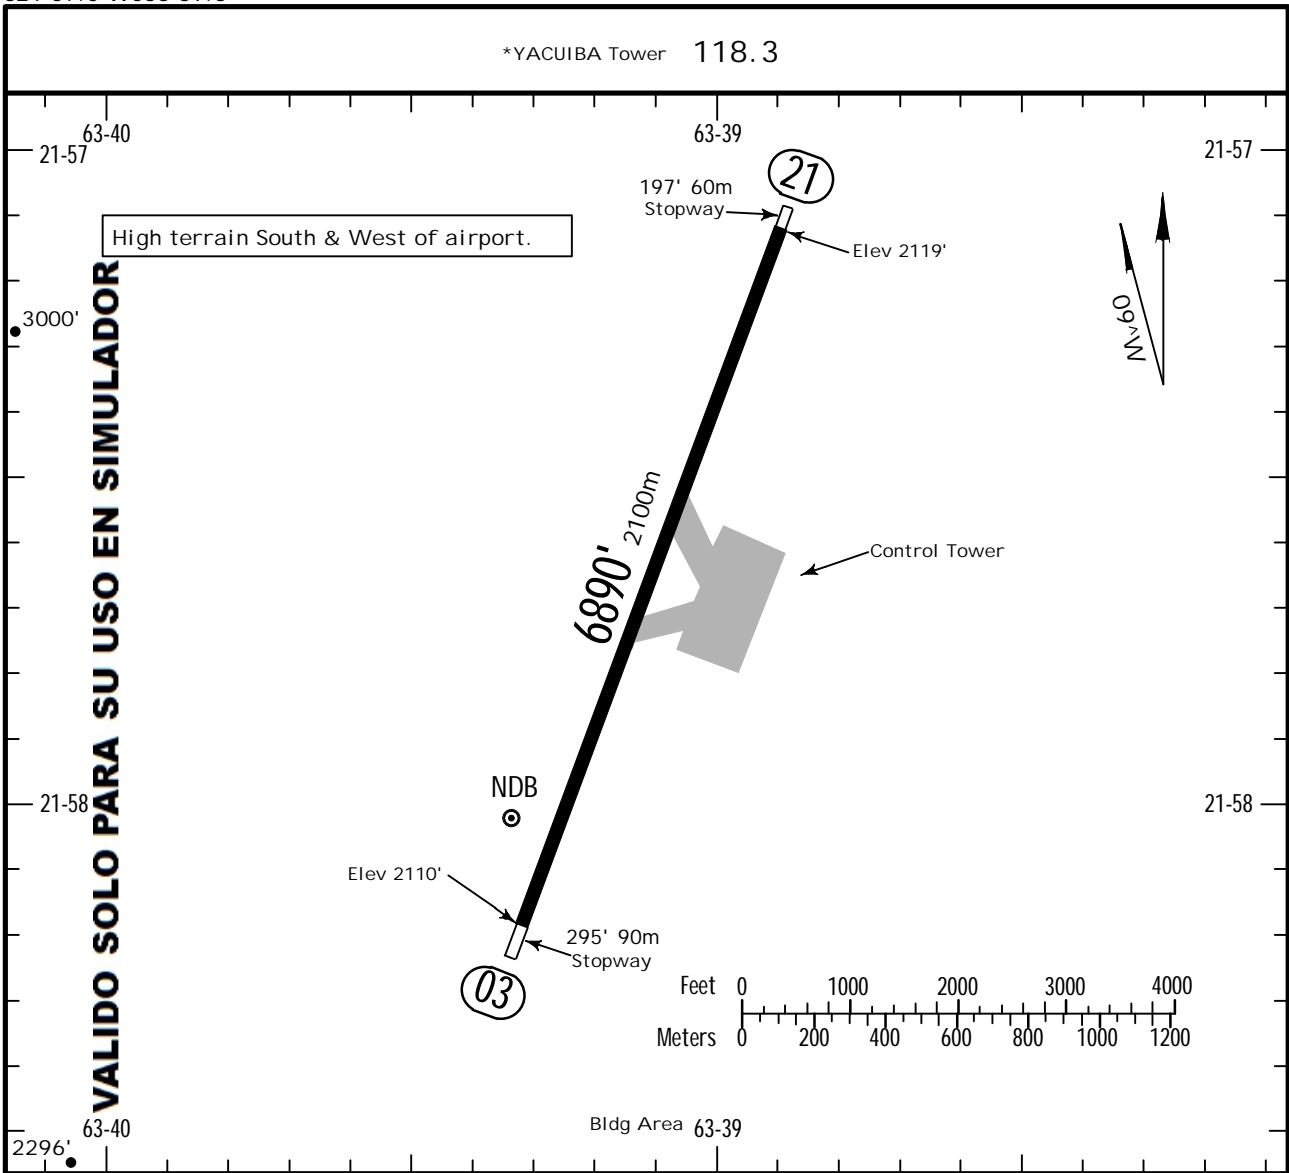 *YACUIBA Tower 118.3
63-40
63-39
21-57
21-57
21
197' 60m
Stopway
High terrain South & West of airport.
Elev 2119'
3000'
09^W
VALIDO SOLO PARA SU USO EN SIMULADOR
6890' 2100m
Control Tower
NDB
21-58
21-58
Elev 2110'
295' 90m
Stopway
03
Feet 0 1000 2000 3000 4000
Meters 0 200 400 600 800 1000 1200
Bldg Area
63-40
63-39
2296'